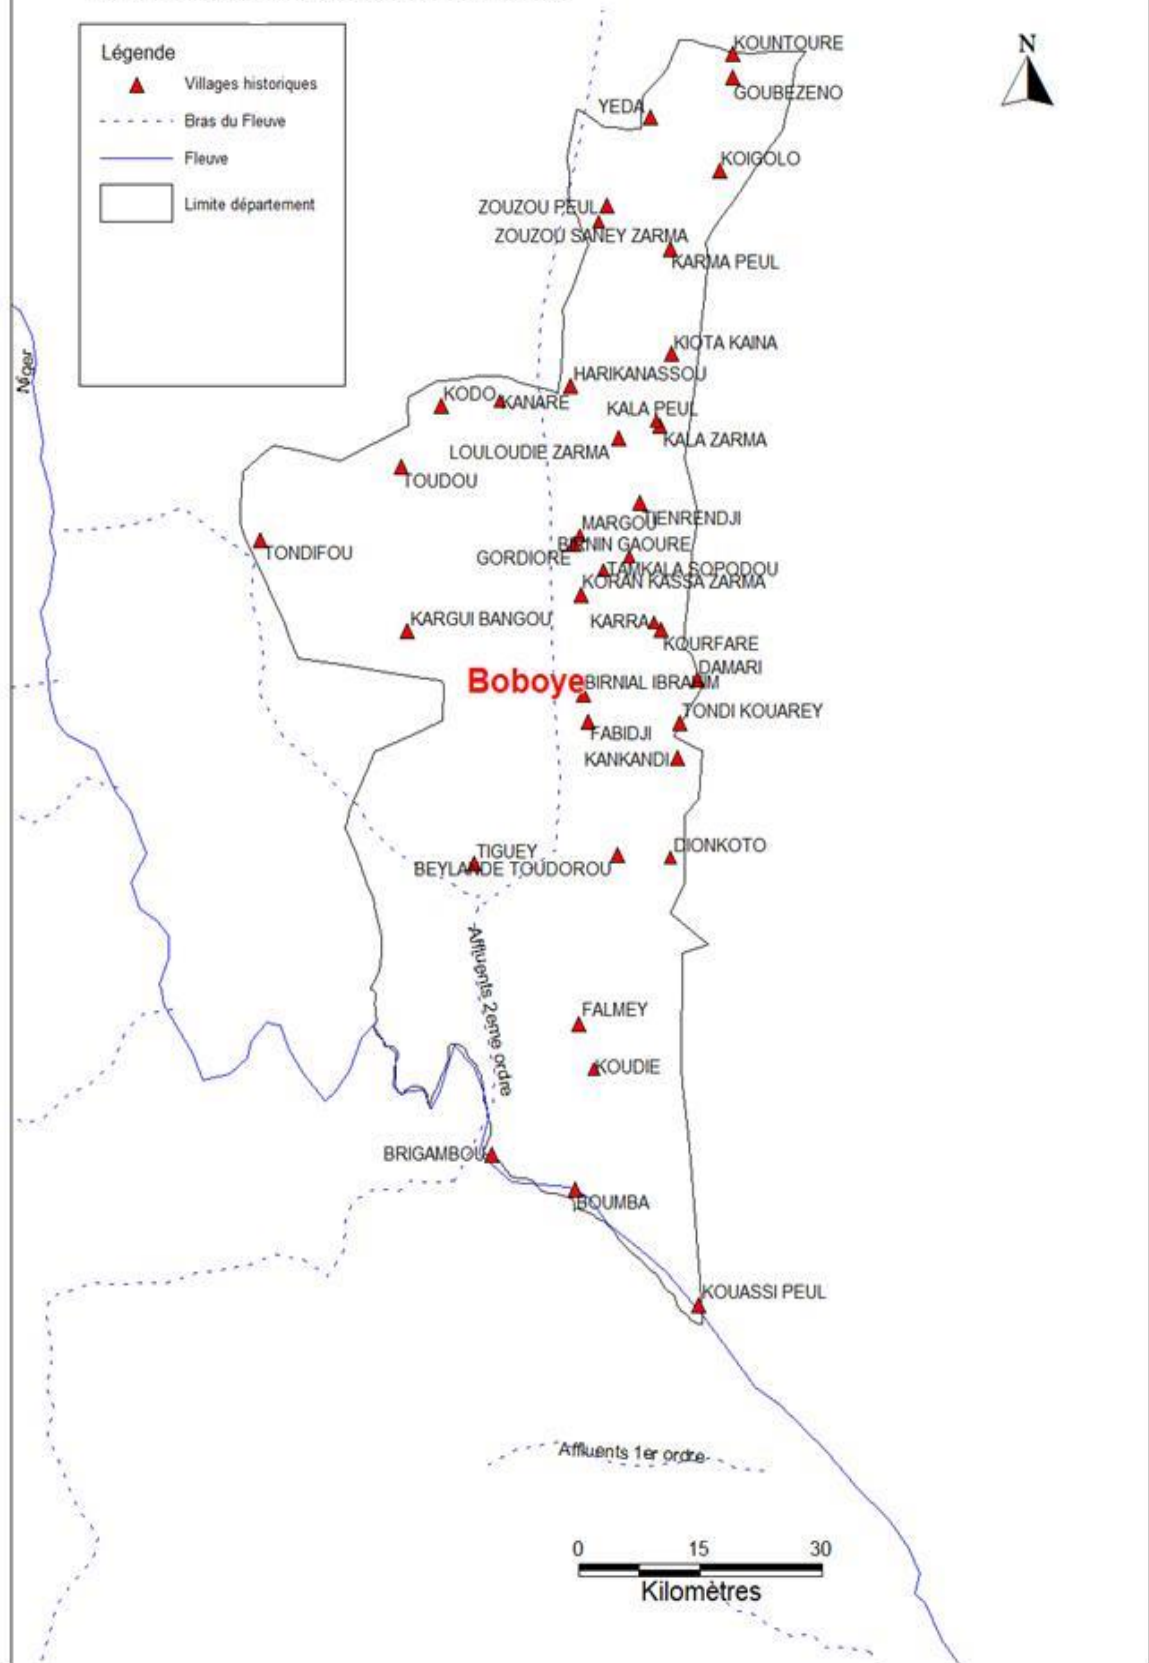 Légende
Villages historiques
Bras du Fleuve
Fleuve
Limite département
N
KOUNTOURE
GOUBEZENO
YEDA
KOIGOLO
ZOUZOU PEUL
ZOUZOU SANEY ZARMA
KARMA PEUL
Niger
KIOTA KAINA
HARIKANASSOU
KODO
KANARE
KALA PEUL
KALA ZARMA
LOULOUDIE ZARMA
TOUDOU
TIENRENDJI
MARGOU
BIRNIN GAOURE
GORDIORE
TONDIFOU
TAMKALA SOPODOU
KORAN KASSA ZARMA
KARGUI BANGOU
KARRA
KOURFARE
DAMARI
Boboye
BIRNIAL IBRAHIM
TONDI KOUAREY
FABIDJI
KANKANDI
DIONKOTO
TIGUEY
BEYLANDE TOUDOROU
Affluents 2eme ordre
FALMEY
KOUDIE
BRIGAMBOU
BOUMBA
KOUASSI PEUL
Affluents 1er ordre
0 15 30
Kilomètres